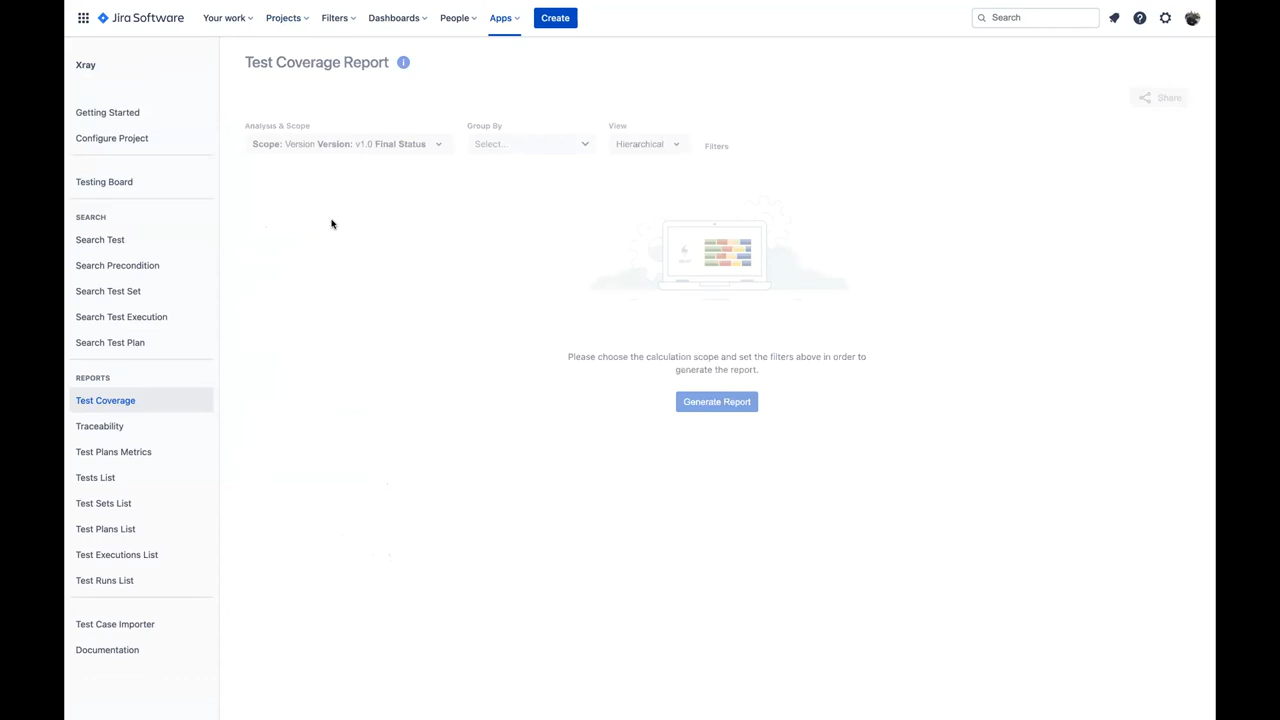 Jira Software Your work Projects Filters Dashboards People Apps Create Search
Xray
Getting Started
Configure Project
Testing Board
SEARCH
Search Test
Search Precondition
Search Test Set
Search Test Execution
Search Test Plan
REPORTS
Test Coverage
Traceability
Test Plans Metrics
Tests List
Test Sets List
Test Plans List
Test Executions List
Test Runs List
Test Case Importer
Documentation
Test Coverage Report
Share
Analysis & Scope Group By View
Scope: Version Version: v1.0 Final Status Select... Hierarchical Filters
Please choose the calculation scope and set the filters above in order to
generate the report.
Generate Report